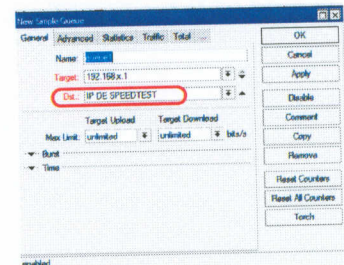 New Simple Queue
General Advanced Statistics Traffic Total ...
Name:
Target: 192.168.x.1
Dst.: IP DE SPEEDTEST
Target Upload Target Download
Max Limit: unlimited unlimited bits/s
Burst
Time
enabled
OK
Cancel
Apply
Disable
Comment
Copy
Remove
Reset Counters
Reset All Counters
Torch